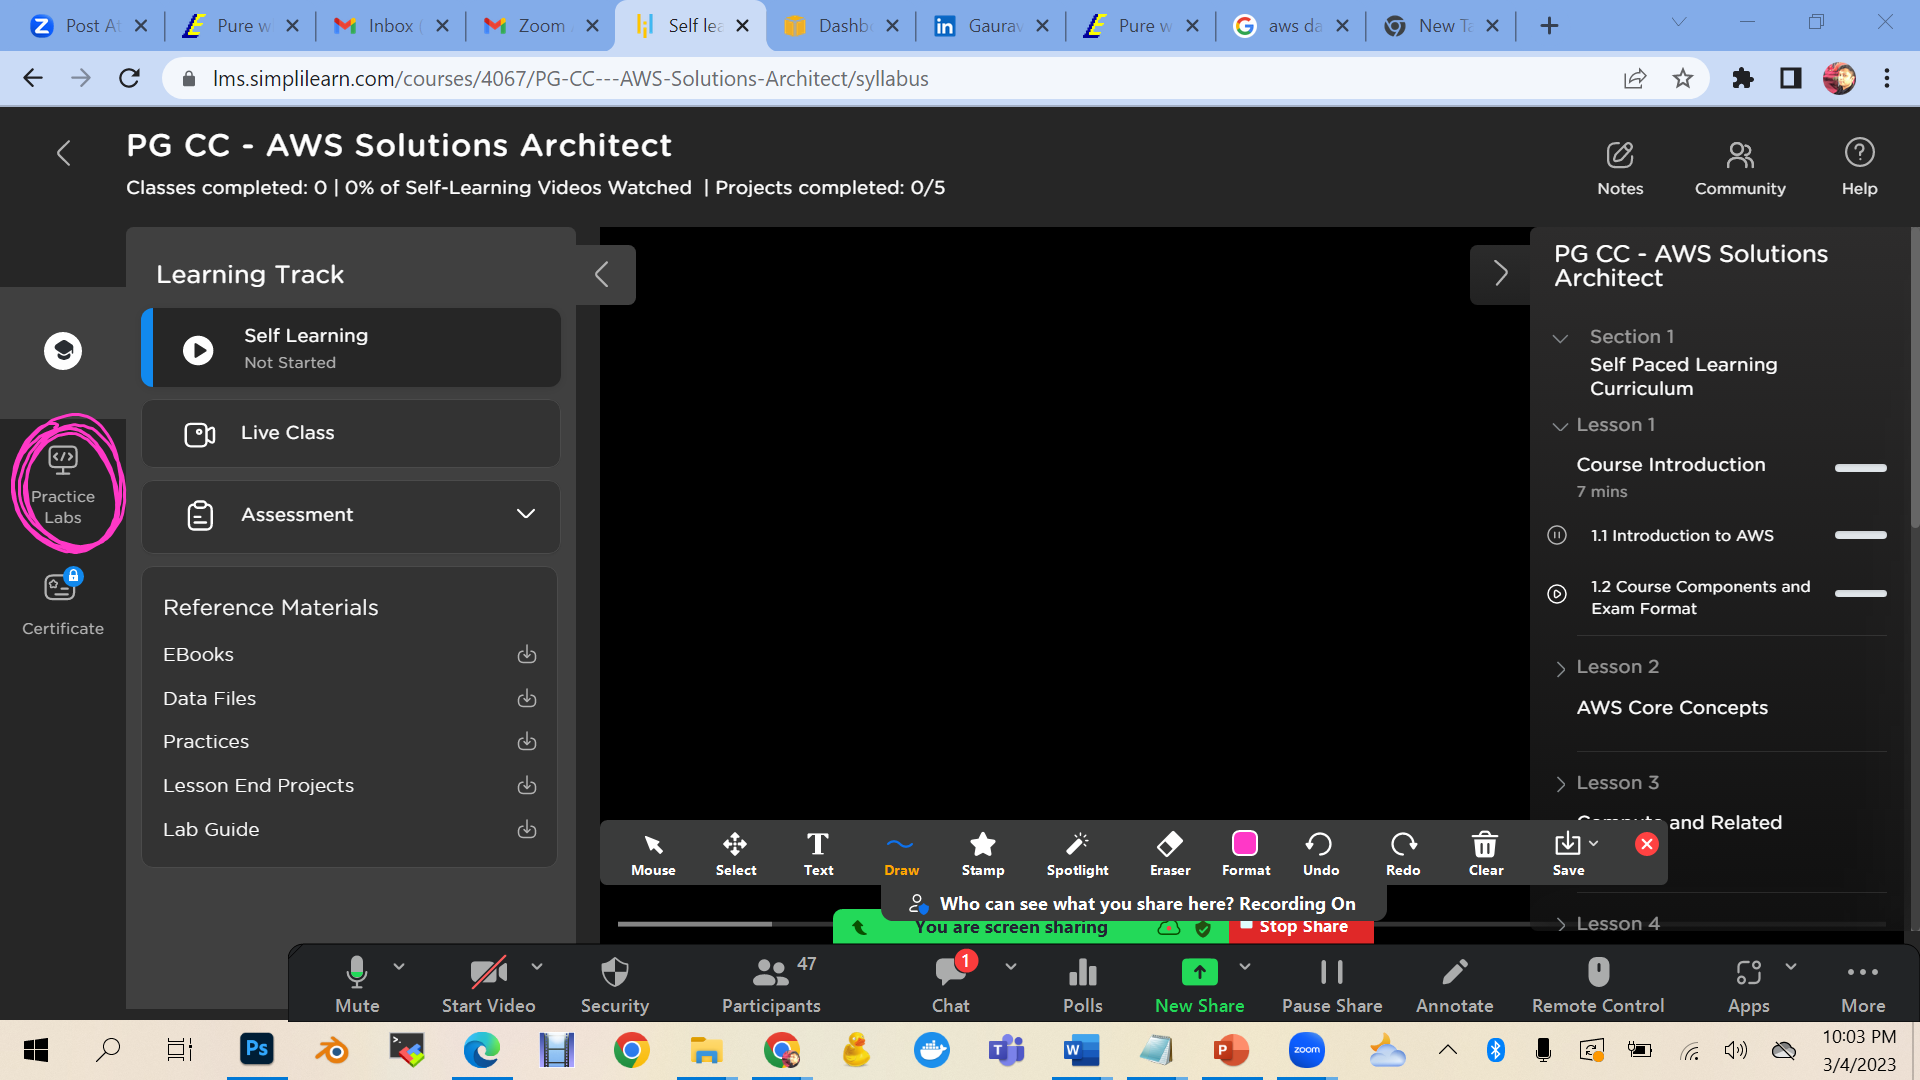 Post At
Pure w
Inbox (
Zoom
Self lea
Dashbo
Gaurav
Pure w
aws da
New Ta
lms.simplilearn.com/courses/4067/PG-CC---AWS-Solutions-Architect/syllabus
PG CC - AWS Solutions Architect
Classes completed: 0 | 0% of Self-Learning Videos Watched | Projects completed: 0/5
Notes
Community
Help
Learning Track
Self Learning
Not Started
Live Class
Assessment
Practice
Labs
Certificate
Reference Materials
EBooks
Data Files
Practices
Lesson End Projects
Lab Guide
PG CC - AWS Solutions
Architect
Section 1
Self Paced Learning
Curriculum
Lesson 1
Course Introduction
7 mins
1.1 Introduction to AWS
1.2 Course Components and
Exam Format
Lesson 2
AWS Core Concepts
Lesson 3
Compute and Related
Lesson 4
Mouse
Select
Text
Draw
Stamp
Spotlight
Eraser
Format
Undo
Redo
Clear
Save
Who can see what you share here? Recording On
You are screen sharing
Stop Share
Mute
Start Video
Security
Participants
47
Chat
1
Polls
New Share
Pause Share
Annotate
Remote Control
Apps
More
Ps
zoom
10:03 PM
3/4/2023